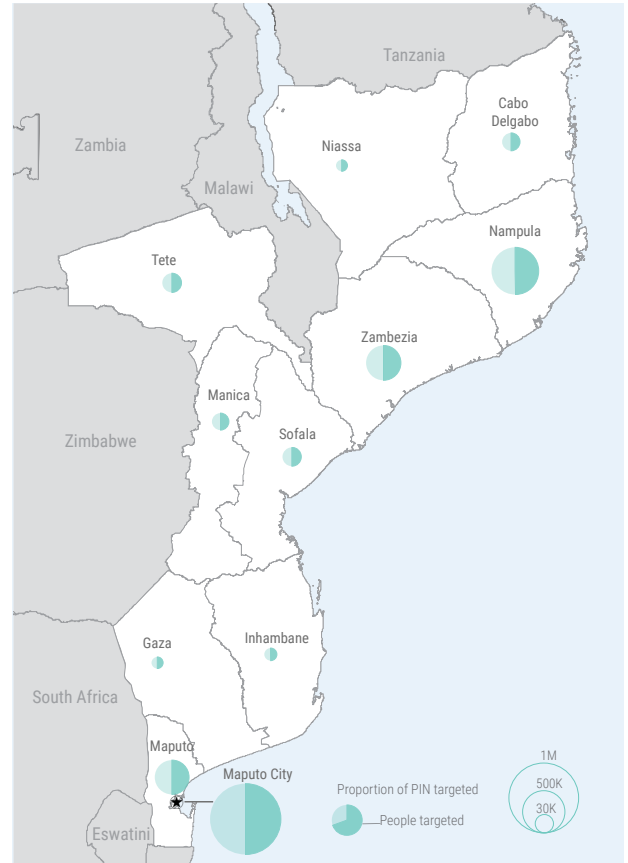 Tanzania
Cabo
Delgabo
Niassa
Zambia
Malawi
Nampula
Tete
Zambezia
Manica
Sofala
Zimbabwe
Inhambane
Gaza
South Africa
Maputo
Maputo City
Eswatini
Proportion of PIN targeted
People targeted
1M
500K
30K